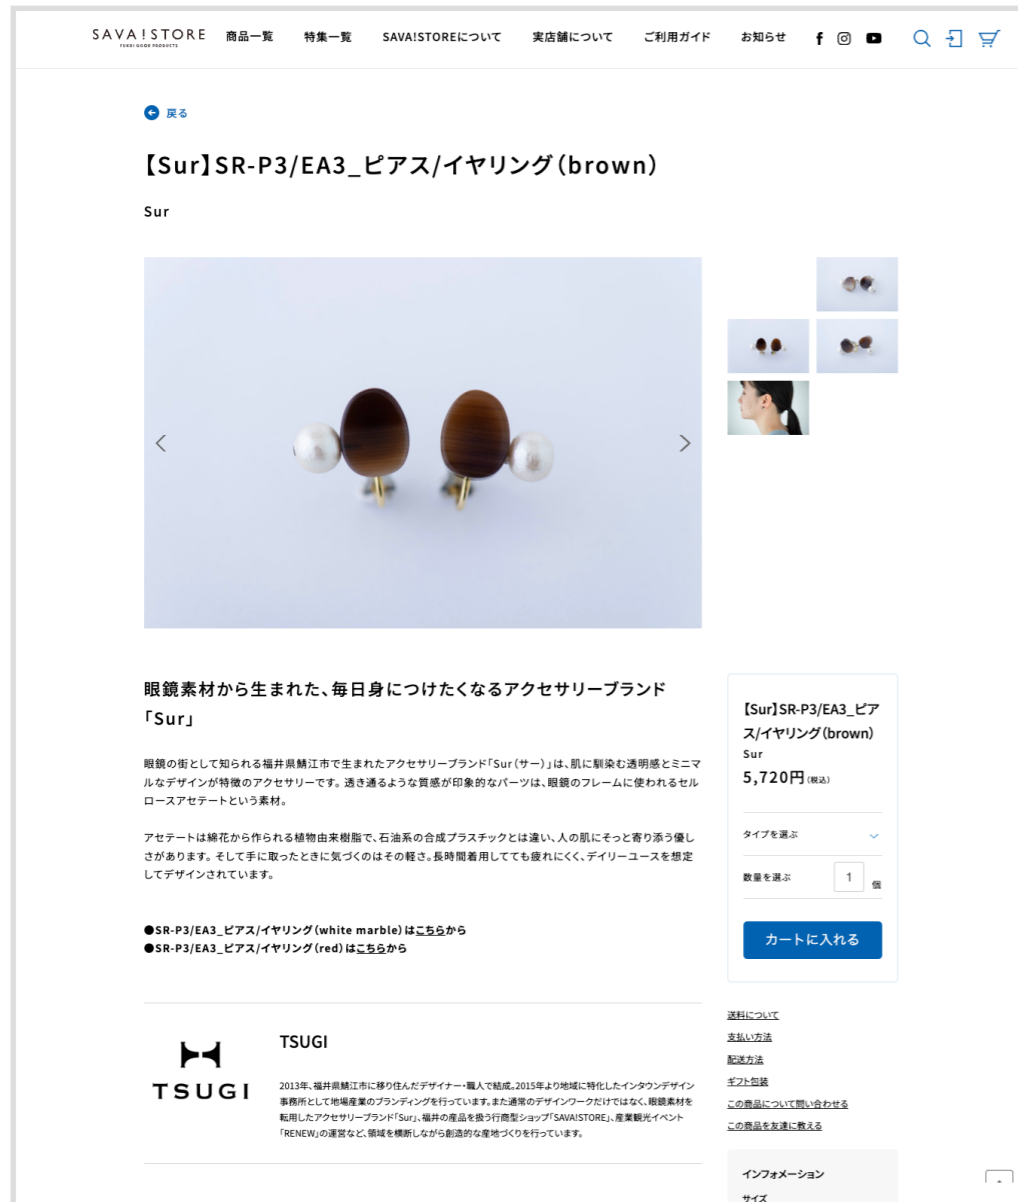 SAVA!STORE
FUKUI GOOD PRODUCTS
商品一覧 特集一覧 SAVA!STOREについて 実店舗について ご利用ガイド お知らせ
戻る
【Sur】SR-P3/EA3_ピアス/イヤリング（brown）
Sur
眼鏡素材から生まれた、毎日身につけたくなるアクセサリーブランド
「Sur」
眼鏡の街として知られる福井県鯖江市で生まれたアクセサリーブランド「Sur（サー）」は、肌に馴染む透明感とミニマ
ルなデザインが特徴のアクセサリーです。透き通るような質感が印象的なパーツは、眼鏡のフレームに使われるセル
ロースアセテートという素材。
アセテートは綿花から作られる植物由来樹脂で、石油系の合成プラスチックとは違い、人の肌にそっと寄り添う優し
さがあります。そして手に取ったときに気づくのはその軽さ。長時間着用してても疲れにくく、デイリーユースを想定
してデザインされています。
●SR-P3/EA3_ピアス/イヤリング（white marble）はこちらから
●SR-P3/EA3_ピアス/イヤリング（red）はこちらから
TSUGI
TSUGI
2013年、福井県鯖江市に移り住んだデザイナー・職人で結成。2015年より地域に特化したインタウンデザイン
事務所として地場産業のブランディングを行っています。また通常のデザインワークだけではなく、眼鏡素材を
転用したアクセサリーブランド「Sur」、福井の産品を扱う行商型ショップ「SAVA!STORE」、産業観光イベント
「RENEW」の運営など、領域を横断しながら創造的な産地づくりを行っています。
【Sur】SR-P3/EA3_ピア
ス/イヤリング（brown）
Sur
5,720円（税込）
タイプを選ぶ
数量を選ぶ 1 個
カートに入れる
送料について
支払い方法
配送方法
ギフト包装
この商品について問い合わせる
この商品を友達に教える
インフォメーション
サイズ